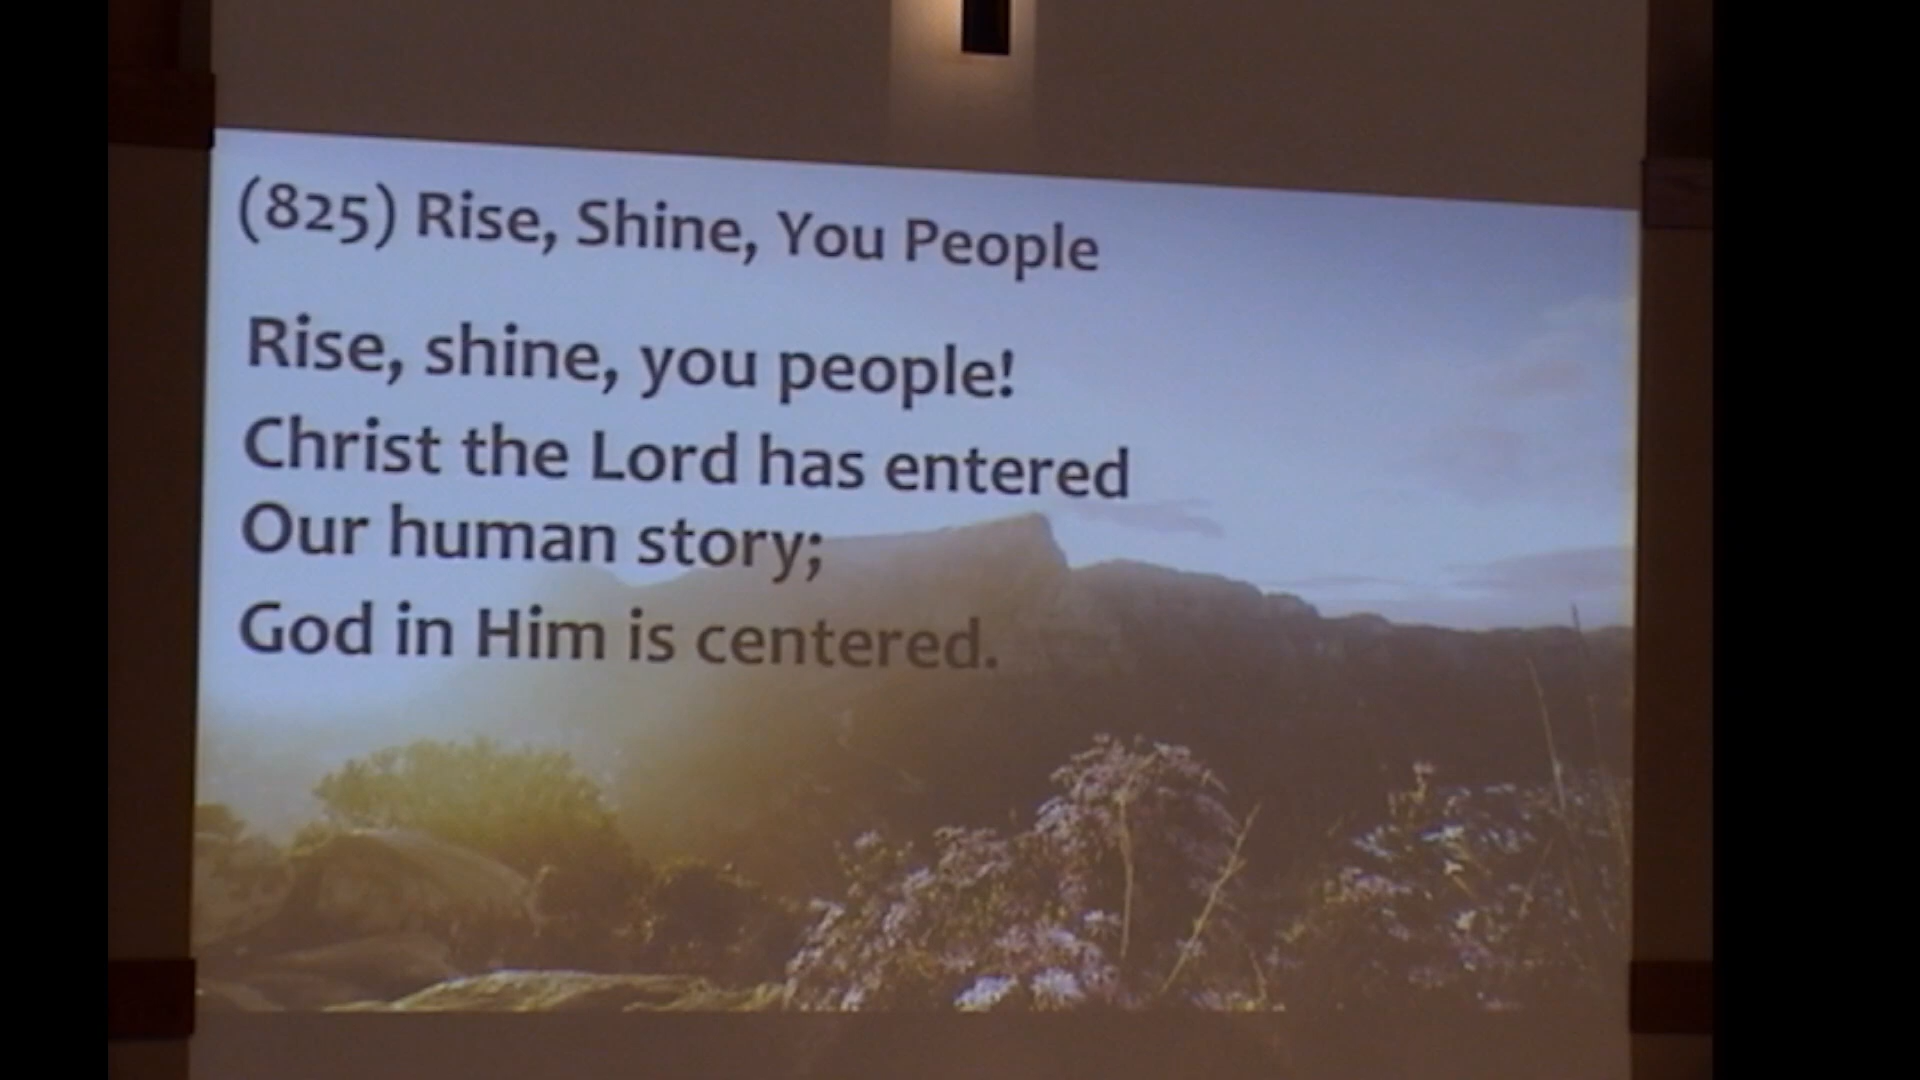 (825) Rise, Shine, You People
Rise, shine, you people!
Christ the Lord has entered
Our human story;
God in Him is centered.